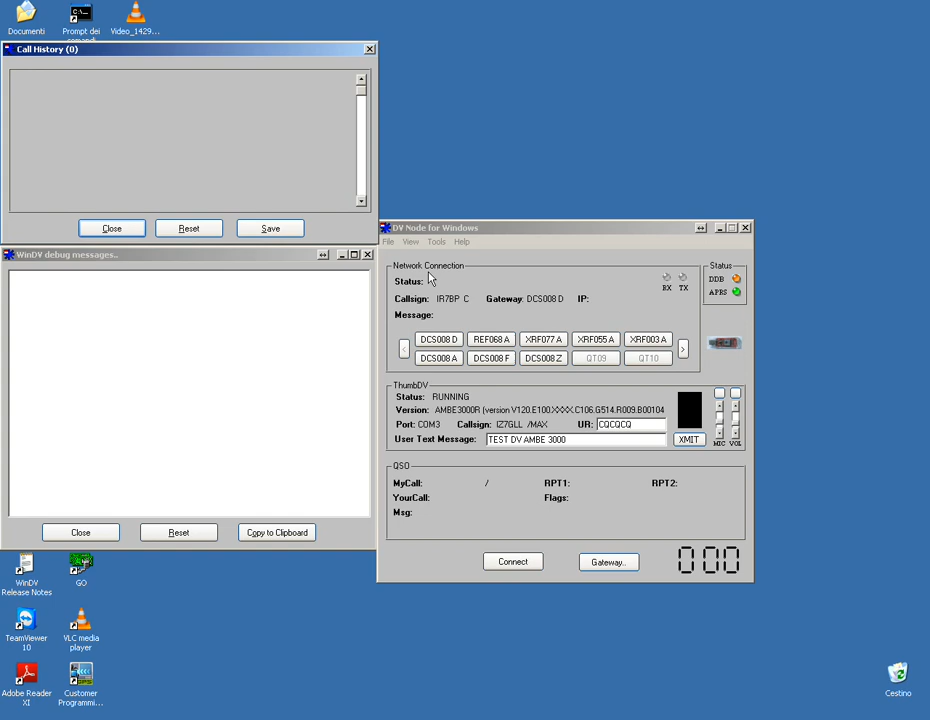 Documenti
Prompt dei comandi
Video_1429...
Call History (0)
Close
Reset
Save
WinDV debug messages..
Close
Reset
Copy to Clipboard
DV Node for Windows
File
View
Tools
Help
Network Connection
Status:
RX
TX
Callsign: IR7BP C Gateway: DCS008 D IP:
Message:
DCS008 D
REF068 A
XRF077 A
XRF055 A
XRF003 A
DCS008 A
DCS008 F
DCS008 Z
QT09
QT10
Status
DDB
APRS
ThumbDV
Status: RUNNING
Version: AMBE3000R (version V120.E100.XXXX.C106.G514.R009.B00104
Port: COM3 Callsign: IZ7GLL /MAX UR: CQCQCQ
User Text Message: TEST DV AMBE 3000
XMIT
MIC
VOL
QSO
MyCall: / RPT1: RPT2:
YourCall: Flags:
Msg:
Connect
Gateway..
000
WinDV
Release Notes
GO
TeamViewer
10
VLC media
player
Adobe Reader
XI
Customer
Programmi...
Cestino